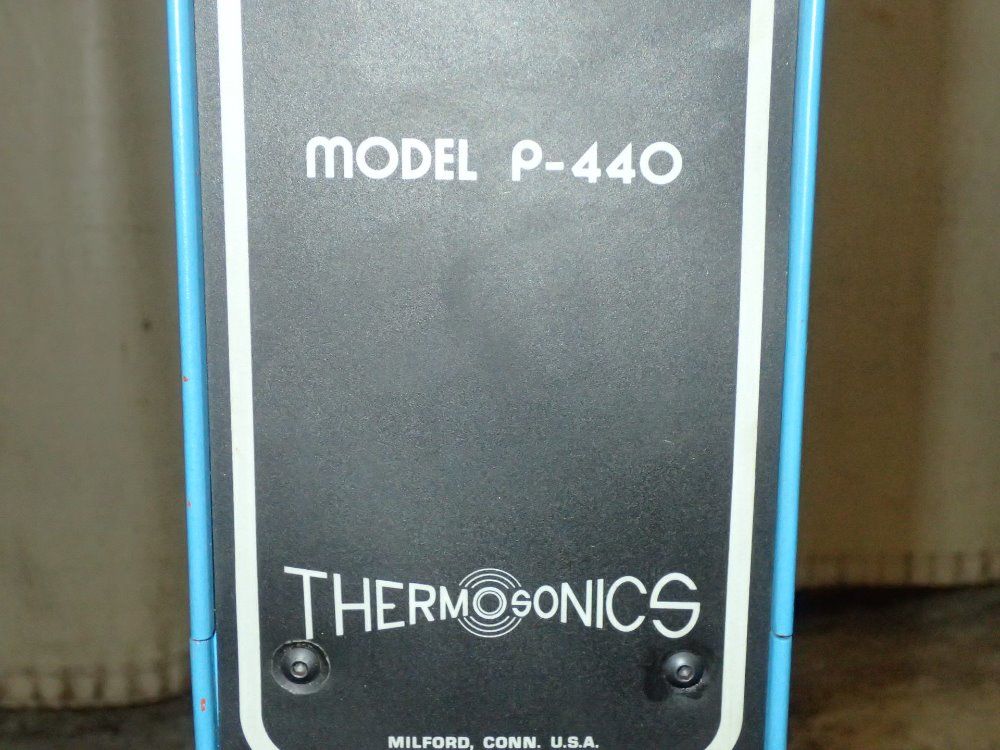 MODEL P-440
THERMOSONICS
MILFORD, CONN. U.S.A.